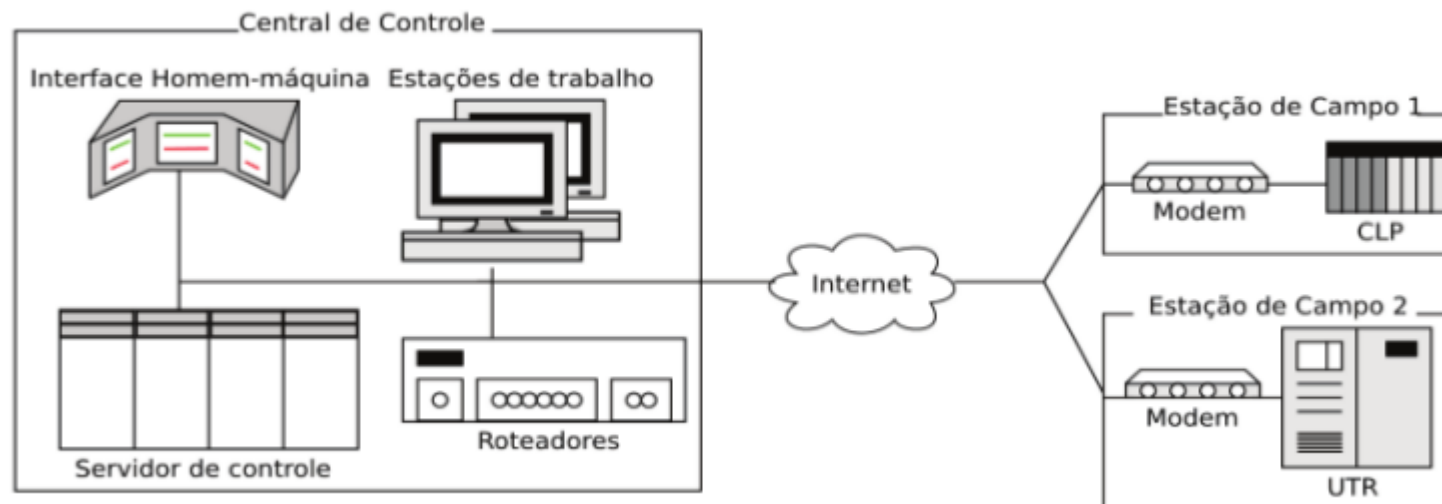 Central de Controle
Interface Homem-máquina
Estações de trabalho
Servidor de controle
Roteadores
Internet
Estação de Campo 1
Modem
CLP
Estação de Campo 2
Modem
UTR